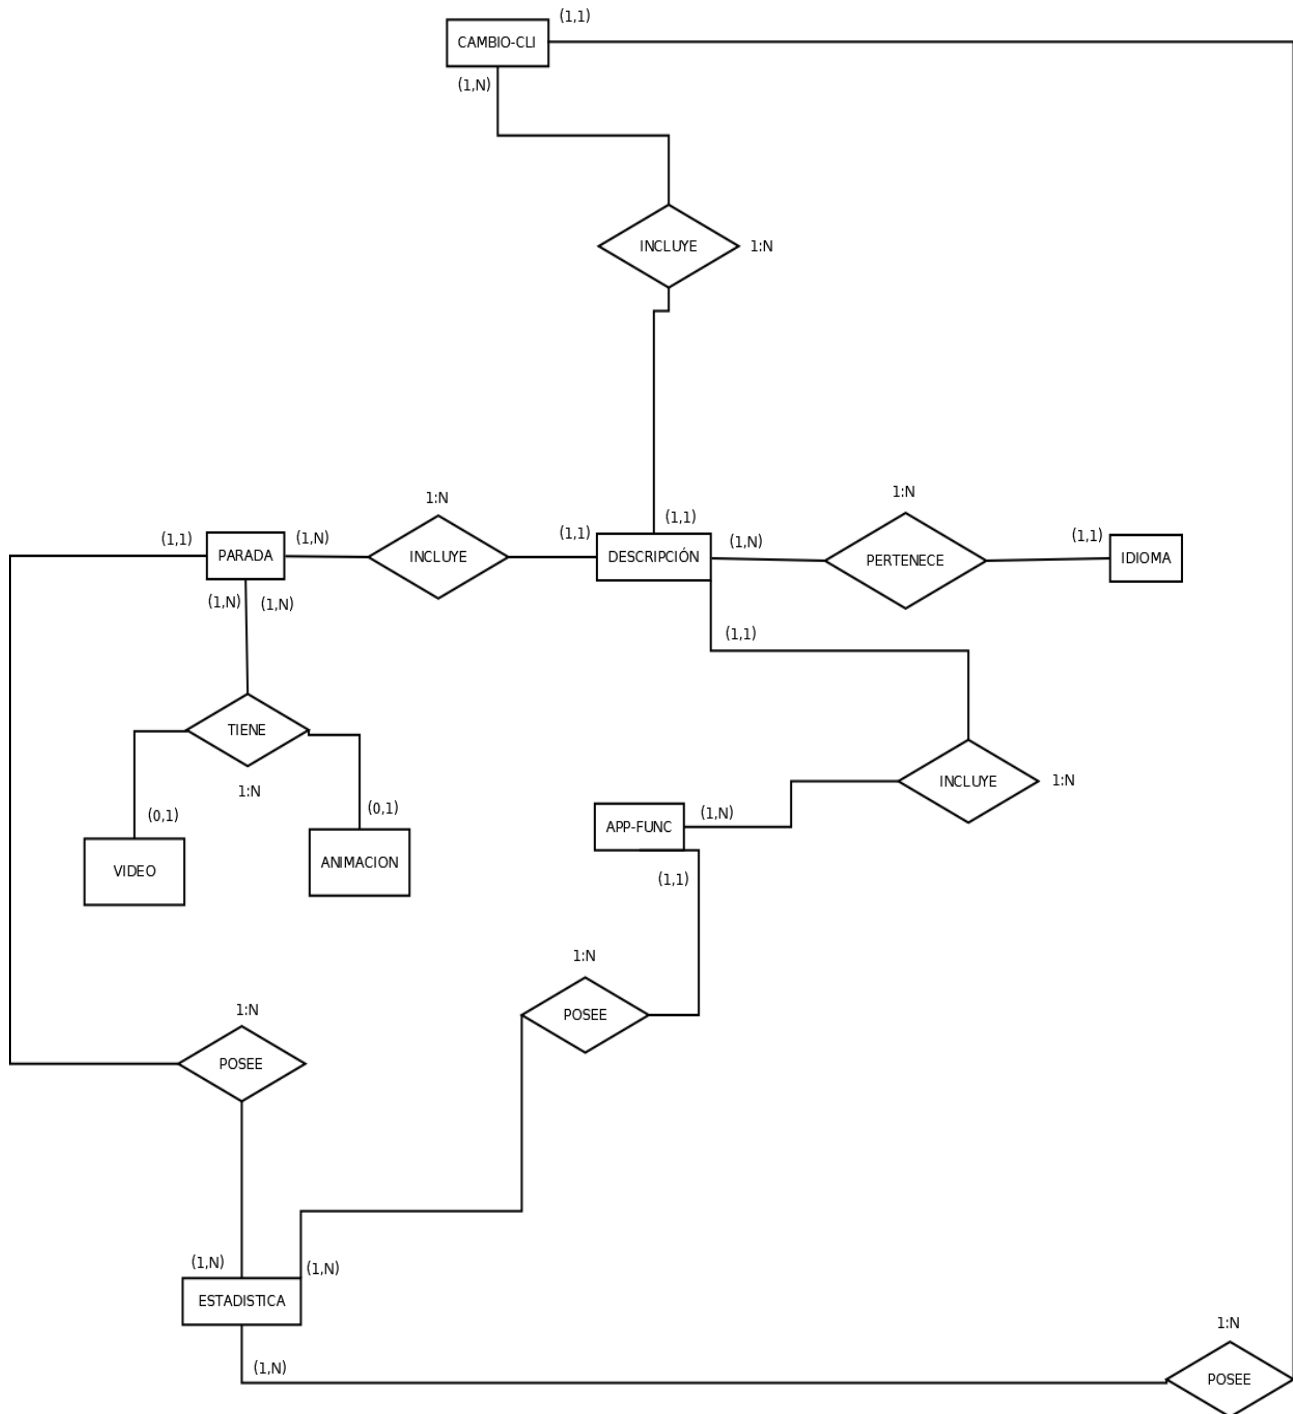 (1,1)
CAMBIO-CLI
(1,N)
INCLUYE
1:N
1:N
1:N
(1,1)
(1,1)
PARADA
(1,N)
INCLUYE
(1,1)
DESCRIPCIÓN
(1,N)
PERTENECE
(1,1)
IDIOMA
(1,N)
(1,N)
(1,1)
TIENE
1:N
(0,1)
(0,1)
VIDEO
ANIMACION
INCLUYE
1:N
APP-FUNC
(1,N)
(1,1)
1:N
POSEE
1:N
POSEE
(1,N)
(1,N)
ESTADISTICA
(1,N)
1:N
POSEE